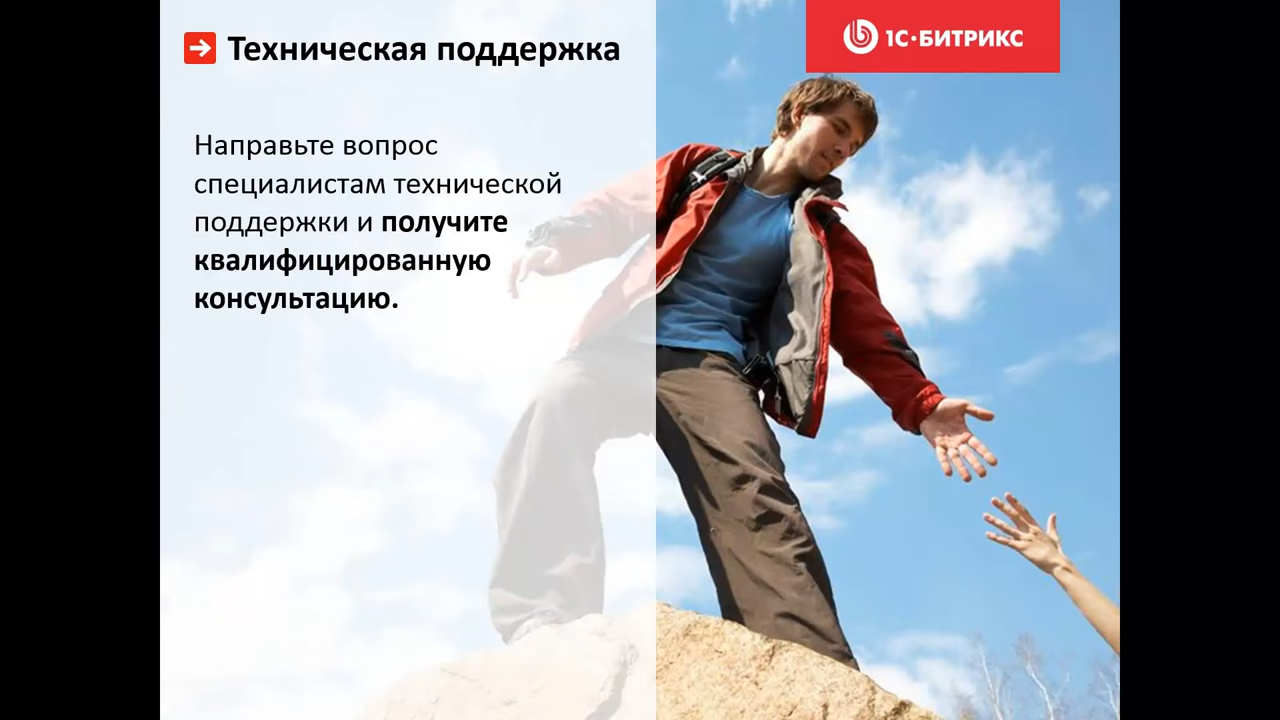 Техническая поддержка
1С·БИТРИКС
Направьте вопрос
специалистам технической
поддержки и получите
квалифицированную
консультацию.